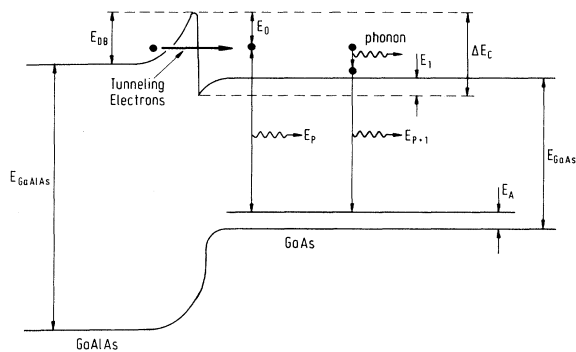 E_DB
E_0
phonon
E_1
ΔE_C
Tunneling
Electrons
E_P
E_P+1
E_GaAlAs
E_GaAs
E_A
GaAs
GaAlAs